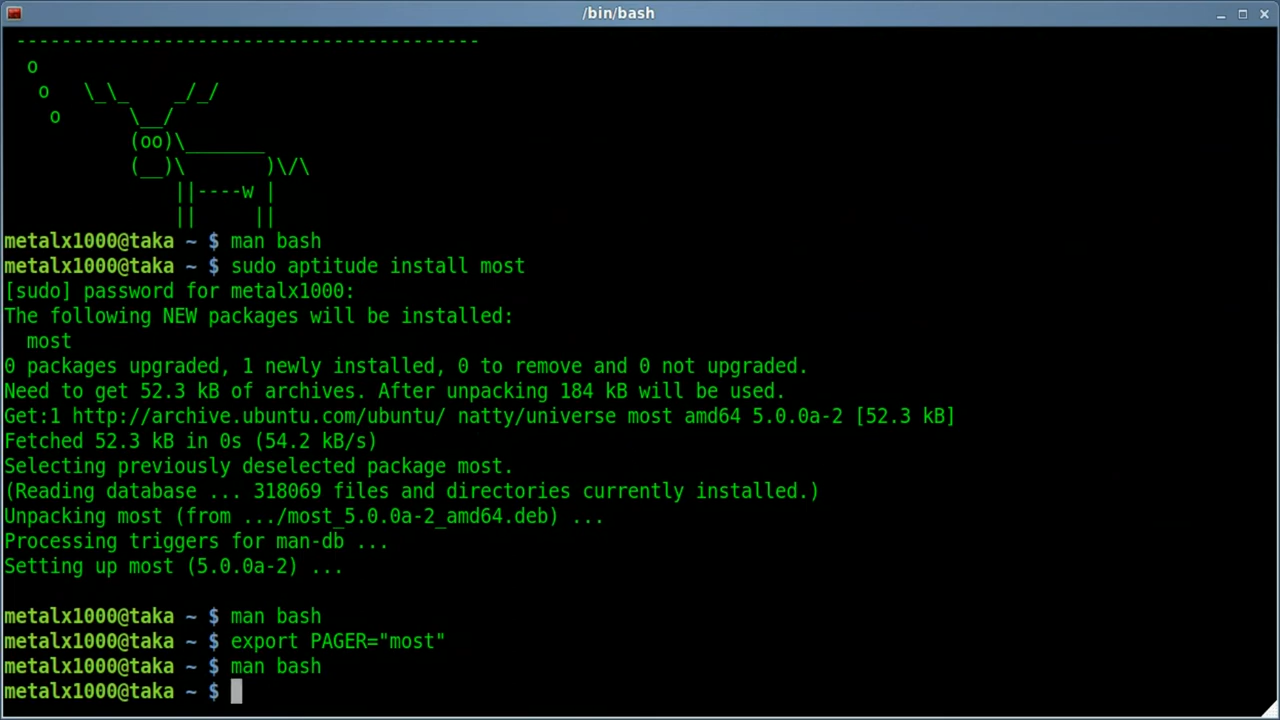 /bin/bash
-----------------------------------------
  o
   o   \_\_    _/_/
    o      \__/
           (oo)\_______
           (__)\       )\/\
               ||----w |
               ||     ||
metalx1000@taka ~ $ man bash
metalx1000@taka ~ $ sudo aptitude install most
[sudo] password for metalx1000:
The following NEW packages will be installed:
  most
0 packages upgraded, 1 newly installed, 0 to remove and 0 not upgraded.
Need to get 52.3 kB of archives. After unpacking 184 kB will be used.
Get:1 http://archive.ubuntu.com/ubuntu/ natty/universe most amd64 5.0.0a-2 [52.3 kB]
Fetched 52.3 kB in 0s (54.2 kB/s)
Selecting previously deselected package most.
(Reading database ... 318069 files and directories currently installed.)
Unpacking most (from .../most_5.0.0a-2_amd64.deb) ...
Processing triggers for man-db ...
Setting up most (5.0.0a-2) ...
metalx1000@taka ~ $ man bash
metalx1000@taka ~ $ export PAGER="most"
metalx1000@taka ~ $ man bash
metalx1000@taka ~ $